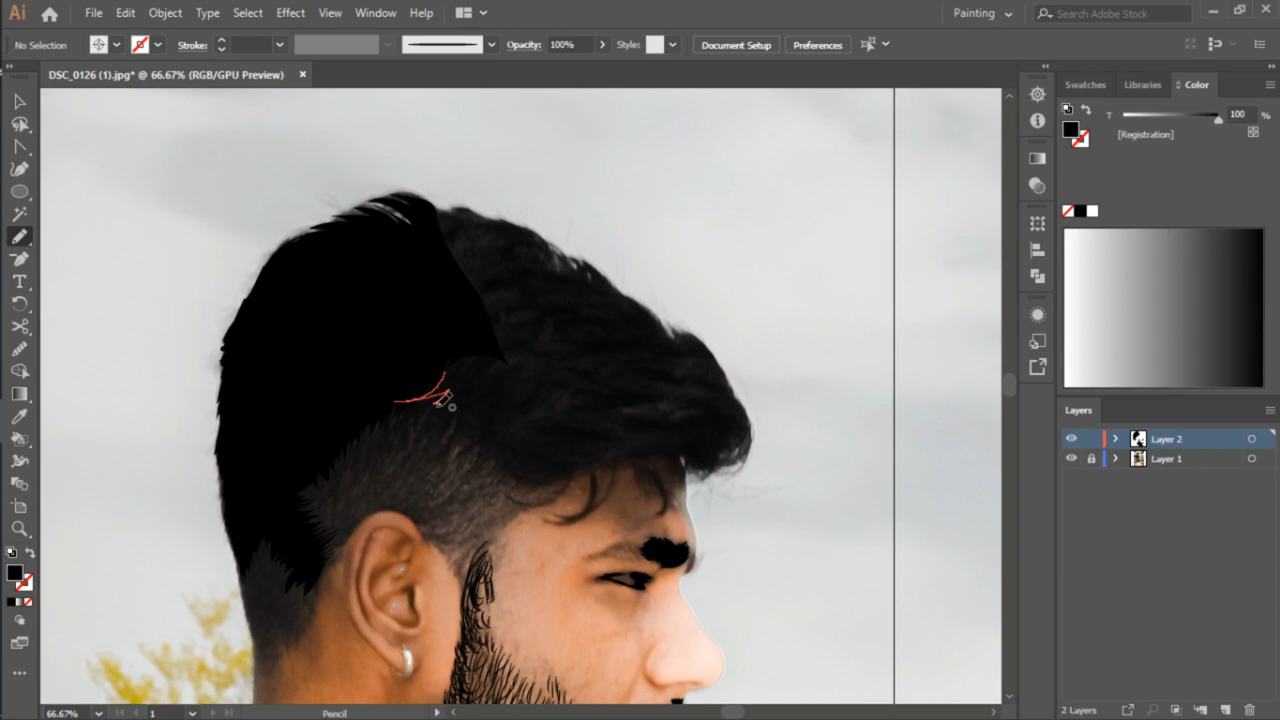 Ai File Edit Object Type Select Effect View Window Help Painting Search Adobe Stock
No Selection Stroke: Opacity: 100% Style: Document Setup Preferences
DSC_0126 (1).jpg* @ 66.67% (RGB/GPU Preview)
Swatches Libraries Color
T 100 %
[Registration]
Layers
Layer 2
Layer 1
2 Layers
66.67% 1 Pencil